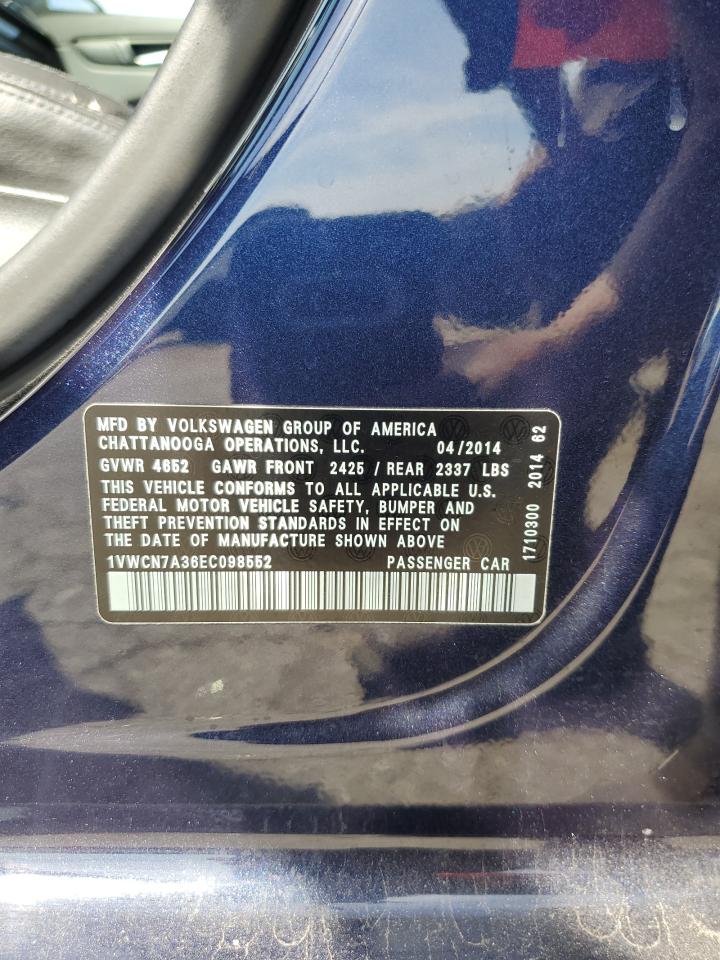 MFD BY VOLKSWAGEN GROUP OF AMERICA
CHATTANOOGA OPERATIONS, LLC. 04/2014
GVWR 4652 GAWR FRONT 2425 / REAR 2337 LBS
THIS VEHICLE CONFORMS TO ALL APPLICABLE U.S.
FEDERAL MOTOR VEHICLE SAFETY, BUMPER AND
THEFT PREVENTION STANDARDS IN EFFECT ON
THE DATE OF MANUFACTURE SHOWN ABOVE
1VWCN7A36EC098552 PASSENGER CAR
1710300 2014 62